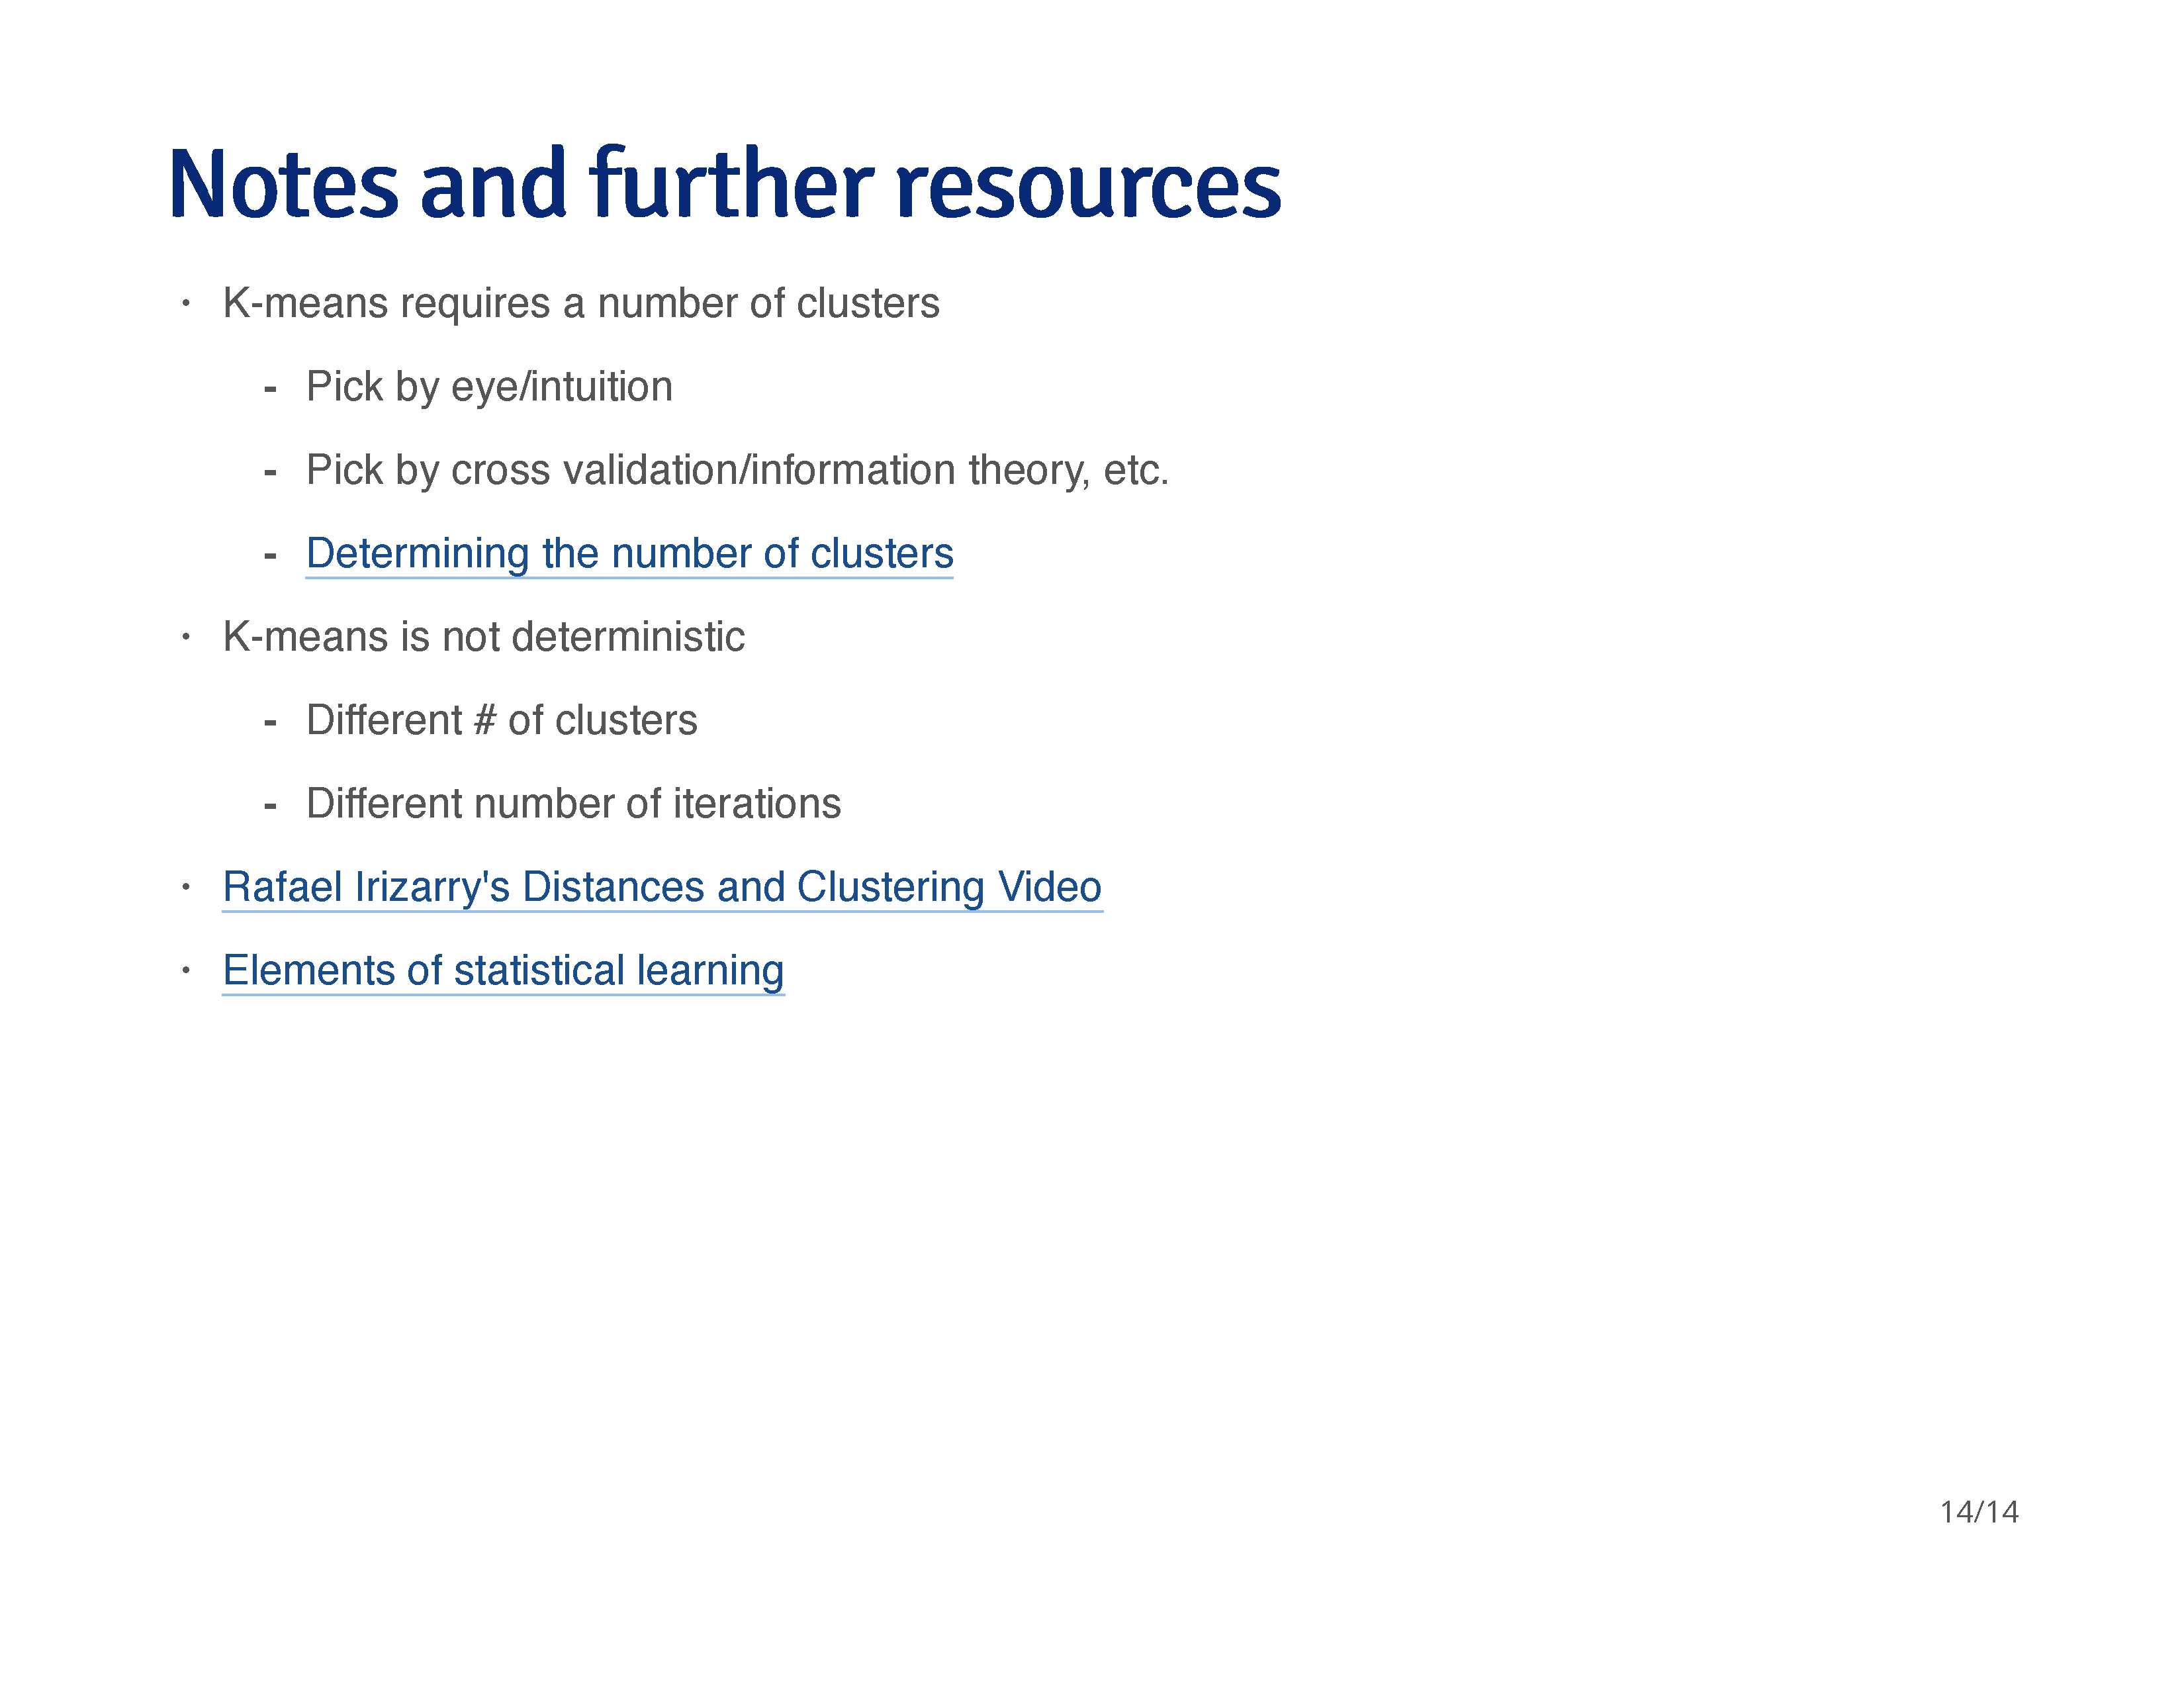 Notes and further resources
· K-means requires a number of clusters
- Pick by eye/intuition
- Pick by cross validation/information theory, etc.
- Determining the number of clusters
· K-means is not deterministic
- Different # of clusters
- Different number of iterations
· Rafael Irizarry's Distances and Clustering Video
· Elements of statistical learning
14/14